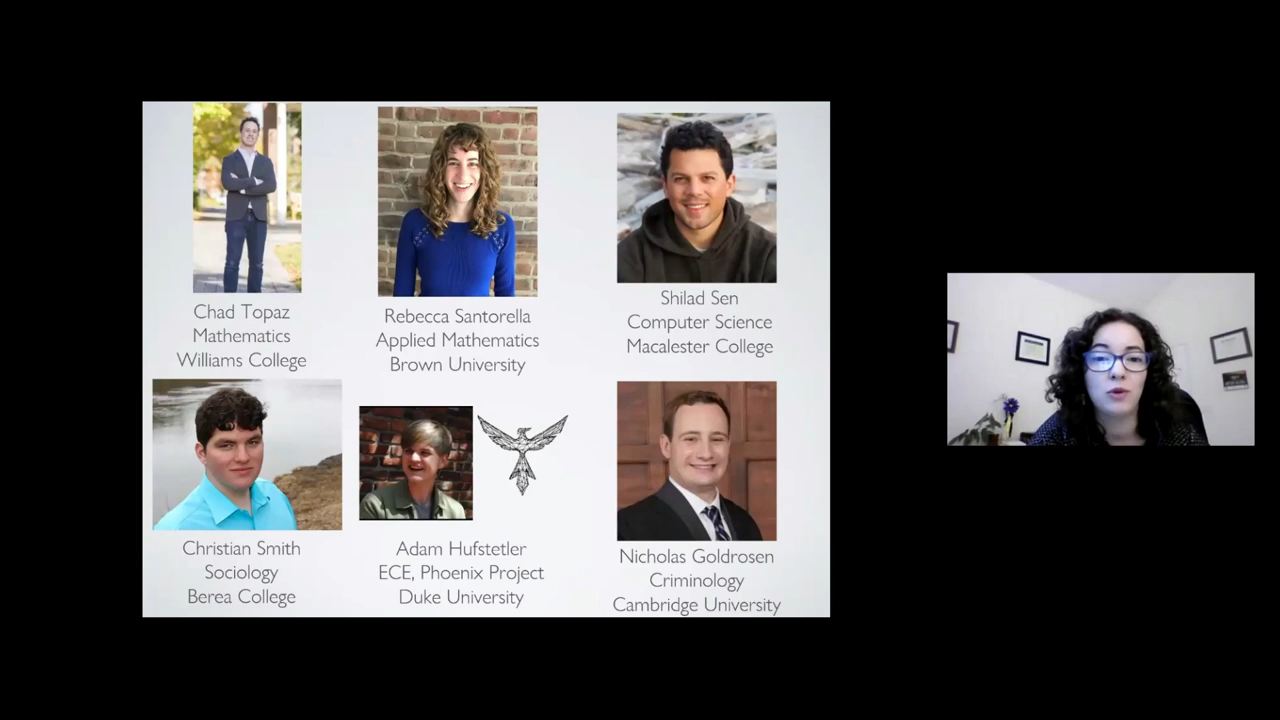 Chad Topaz
Mathematics
Williams College
Rebecca Santorella
Applied Mathematics
Brown University
Shilad Sen
Computer Science
Macalester College
Christian Smith
Sociology
Berea College
Adam Hufstetler
ECE, Phoenix Project
Duke University
Nicholas Goldrosen
Criminology
Cambridge University